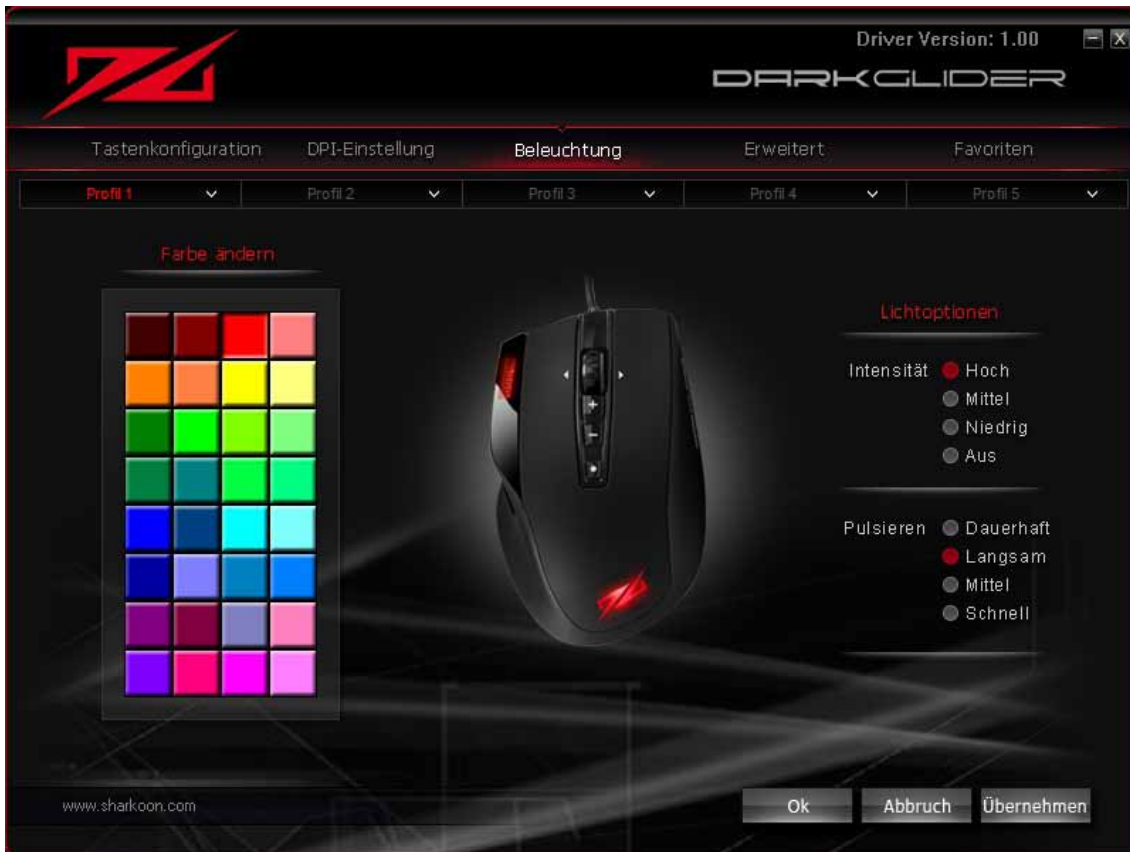 Driver Version: 1.00
DARKGLIDER
Tastenkonfiguration DPI-Einstellung Beleuchtung Erweitert Favoriten
Profil 1 Profil 2 Profil 3 Profil 4 Profil 5
Farbe ändern
Lichtoptionen
Intensität Hoch
Mittel
Niedrig
Aus
Pulsieren Dauerhaft
Langsam
Mittel
Schnell
www.sharkoon.com
Ok Abbruch Übernehmen